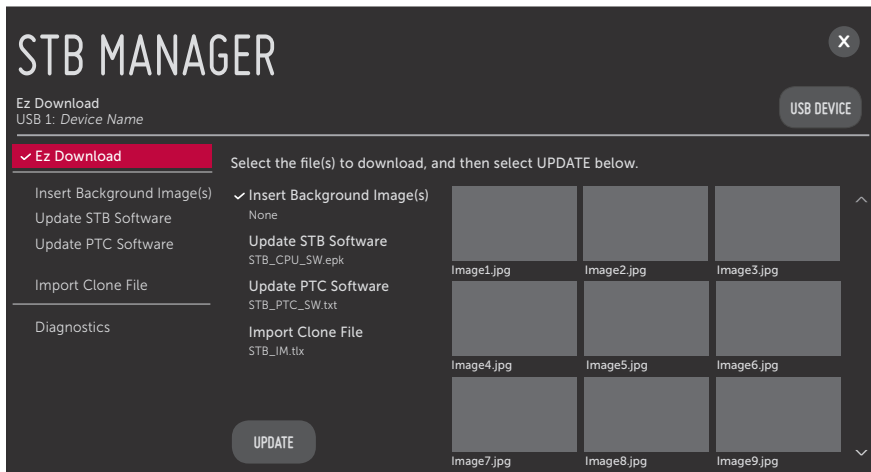 STB MANAGER
X
Ez Download
USB 1: Device Name
USB DEVICE
Ez Download
Select the file(s) to download, and then select UPDATE below.
Insert Background Image(s)
Update STB Software
Update PTC Software
Import Clone File
Diagnostics
Insert Background Image(s)
None
Update STB Software
STB_CPU_SW.epk
Update PTC Software
STB_PTC_SW.txt
Import Clone File
STB_IM.tlx
UPDATE
Image1.jpg
Image2.jpg
Image3.jpg
Image4.jpg
Image5.jpg
Image6.jpg
Image7.jpg
Image8.jpg
Image9.jpg